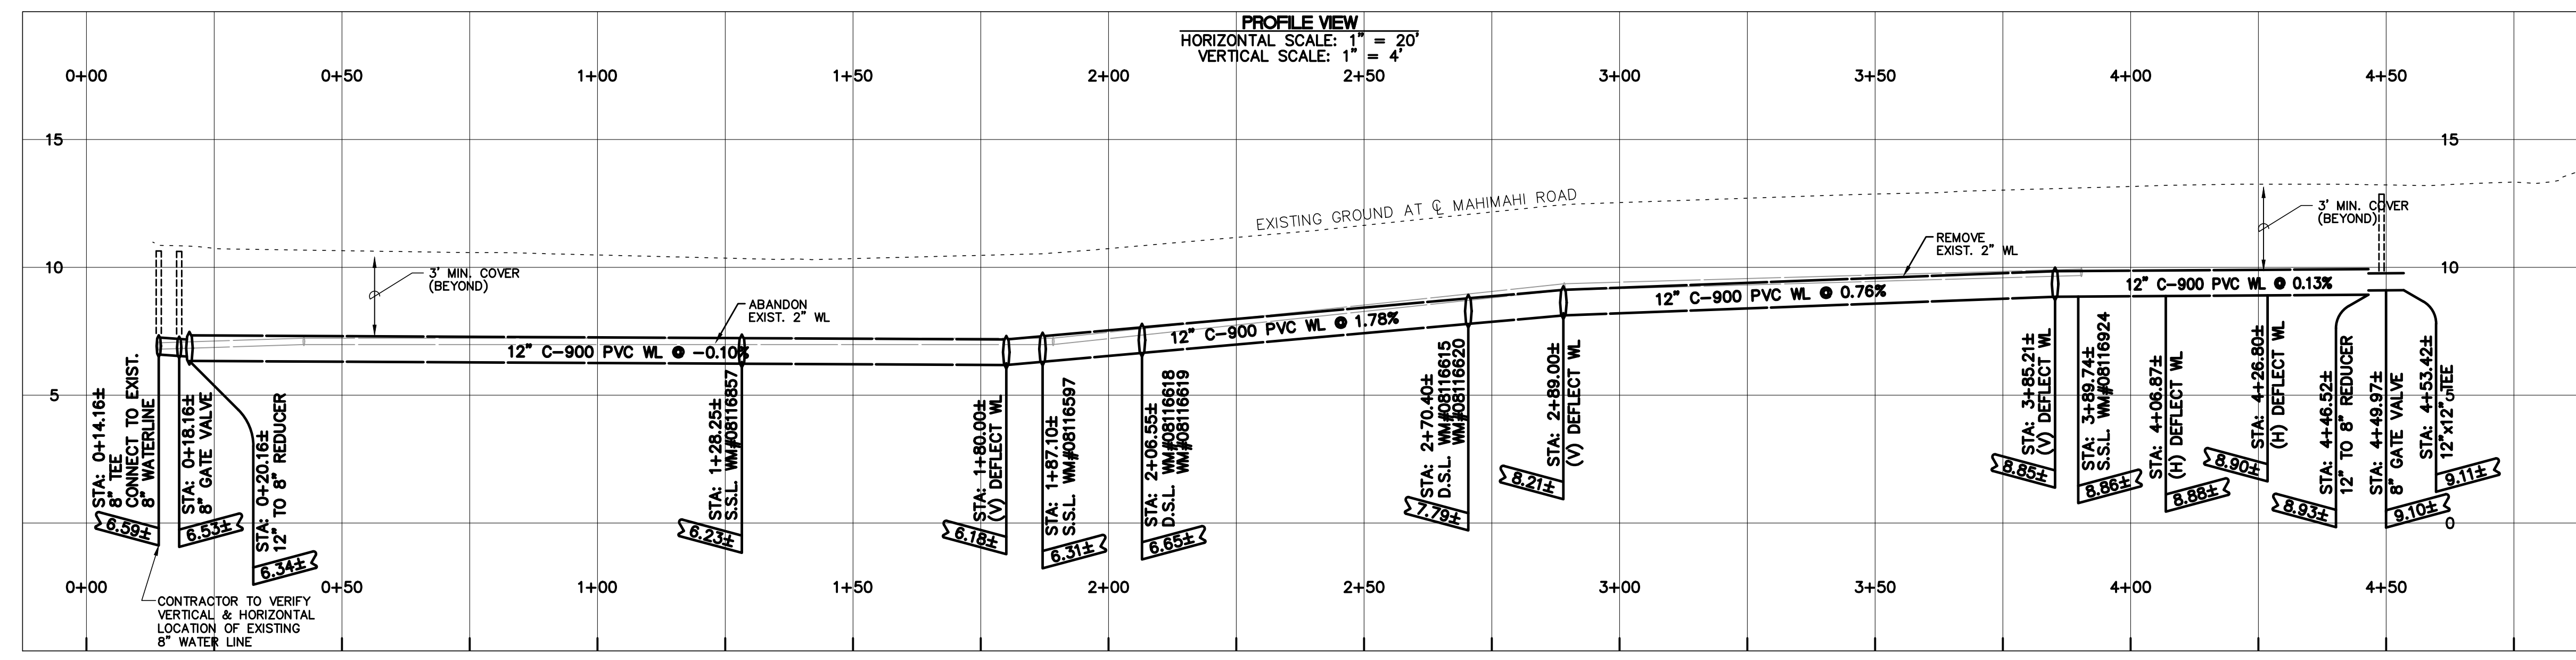 PROFILE VIEW
HORIZONTAL SCALE: 1" = 20'
VERTICAL SCALE: 1" = 4'
0+00
0+50
1+00
1+50
2+00
2+50
3+00
3+50
4+00
4+50
15
15
10
10
5
5
0
EXISTING GROUND AT ℄ MAHIMAHI ROAD
3' MIN. COVER
(BEYOND)
3' MIN. COVER
(BEYOND)
ABANDON
EXIST. 2" WL
REMOVE
EXIST. 2" WL
12" C-900 PVC WL @ -0.10%
12" C-900 PVC WL @ 1.78%
12" C-900 PVC WL @ 0.76%
12" C-900 PVC WL @ 0.13%
STA: 0+14.16±
8" TEE
CONNECT TO EXIST.
8" WATERLINE
6.59±
STA: 0+18.16±
8" GATE VALVE
6.53±
STA: 0+20.16±
12" TO 8" REDUCER
6.34±
STA: 1+28.25±
S.S.L. WM#08116857
6.23±
STA: 1+80.00±
(V) DEFLECT WL
6.18±
STA: 1+87.10±
S.S.L. WM#08116597
6.31±
STA: 2+06.55±
D.S.L. WM#08116618
WM#08116619
6.65±
STA: 2+70.40±
D.S.L. WM#08116615
WM#08116620
7.79±
STA: 2+89.00±
(V) DEFLECT WL
8.21±
STA: 3+85.21±
(V) DEFLECT WL
8.85±
STA: 3+89.74±
S.S.L. WM#08116924
8.86±
STA: 4+06.87±
(H) DEFLECT WL
8.88±
STA: 4+26.80±
(H) DEFLECT WL
8.90±
STA: 4+46.52±
12" TO 8" REDUCER
8.93±
STA: 4+49.97±
8" GATE VALVE
9.10±
STA: 4+53.42±
12"x12" TEE
9.11±
0+00
0+50
1+00
1+50
2+00
2+50
3+00
3+50
4+00
4+50
CONTRACTOR TO VERIFY
VERTICAL & HORIZONTAL
LOCATION OF EXISTING
8" WATER LINE